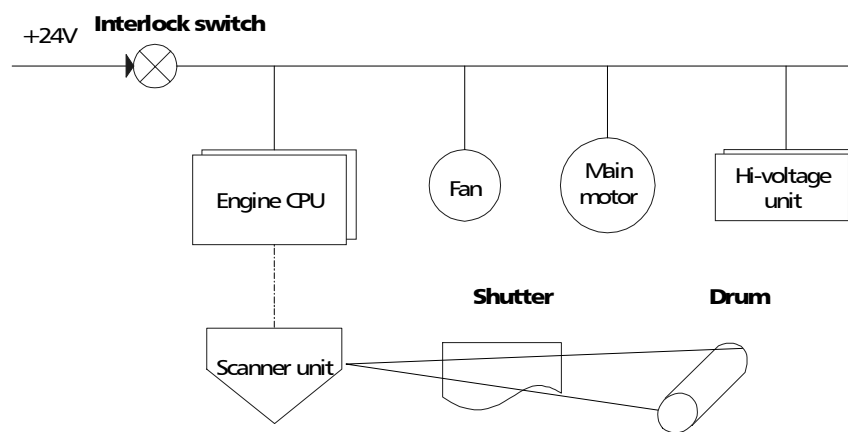 Interlock switch
+24V
Engine CPU
Fan
Main
motor
Hi-voltage
unit
Shutter
Drum
Scanner unit